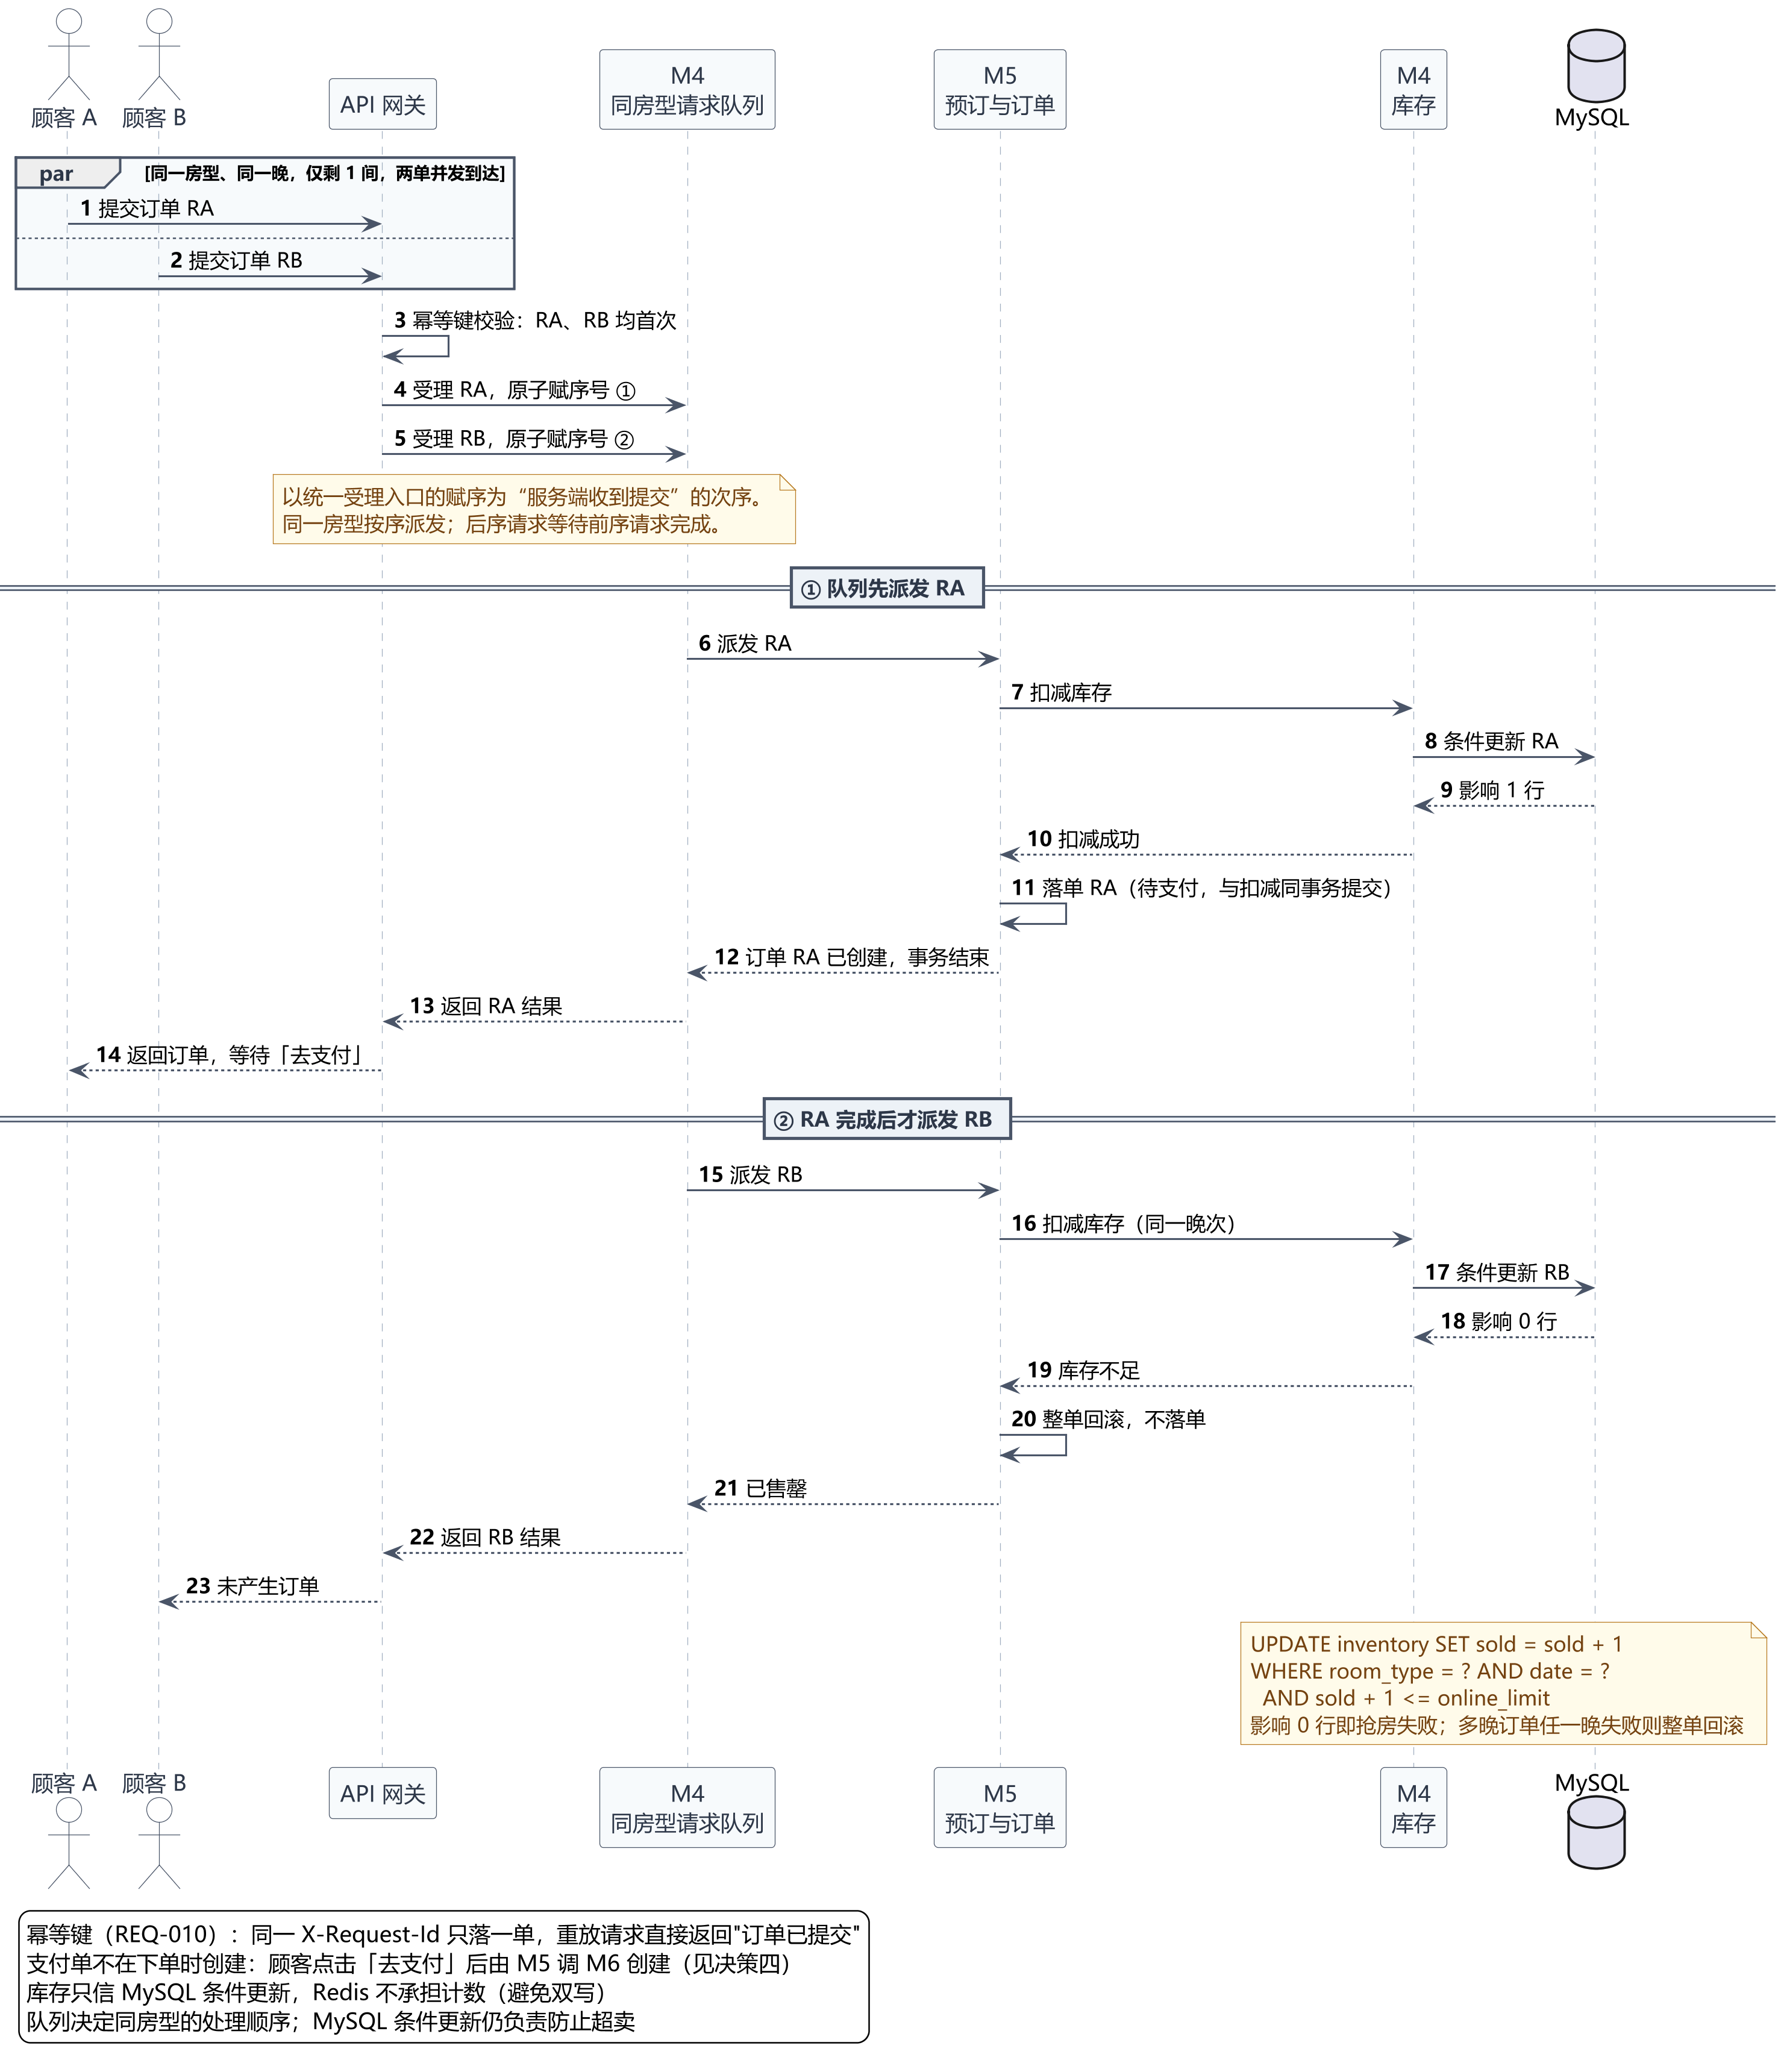 顾客 A
顾客 B
API 网关
M4
同房型请求队列
M5
预订与订单
M4
库存
MySQL
par
[同一房型、同一晚，仅剩 1 间，两单并发到达]
1 提交订单 RA
2 提交订单 RB
3 幂等键校验：RA、RB 均首次
4 受理 RA，原子赋序号 ①
5 受理 RB，原子赋序号 ②
以统一受理入口的赋序为“服务端收到提交”的次序。
同一房型按序派发；后序请求等待前序请求完成。
① 队列先派发 RA
6 派发 RA
7 扣减库存
8 条件更新 RA
9 影响 1 行
10 扣减成功
11 落单 RA（待支付，与扣减同事务提交）
12 订单 RA 已创建，事务结束
13 返回 RA 结果
14 返回订单，等待「去支付」
② RA 完成后才派发 RB
15 派发 RB
16 扣减库存（同一晚次）
17 条件更新 RB
18 影响 0 行
19 库存不足
20 整单回滚，不落单
21 已售罄
22 返回 RB 结果
23 未产生订单
UPDATE inventory SET sold = sold + 1
WHERE room_type = ? AND date = ?
AND sold + 1 <= online_limit
影响 0 行即抢房失败；多晚订单任一晚失败则整单回滚
顾客 A
顾客 B
API 网关
M4
同房型请求队列
M5
预订与订单
M4
库存
MySQL
幂等键（REQ-010）：同一 X-Request-Id 只落一单，重放请求直接返回"订单已提交"
支付单不在下单时创建：顾客点击「去支付」后由 M5 调 M6 创建（见决策四）
库存只信 MySQL 条件更新，Redis 不承担计数（避免双写）
队列决定同房型的处理顺序；MySQL 条件更新仍负责防止超卖